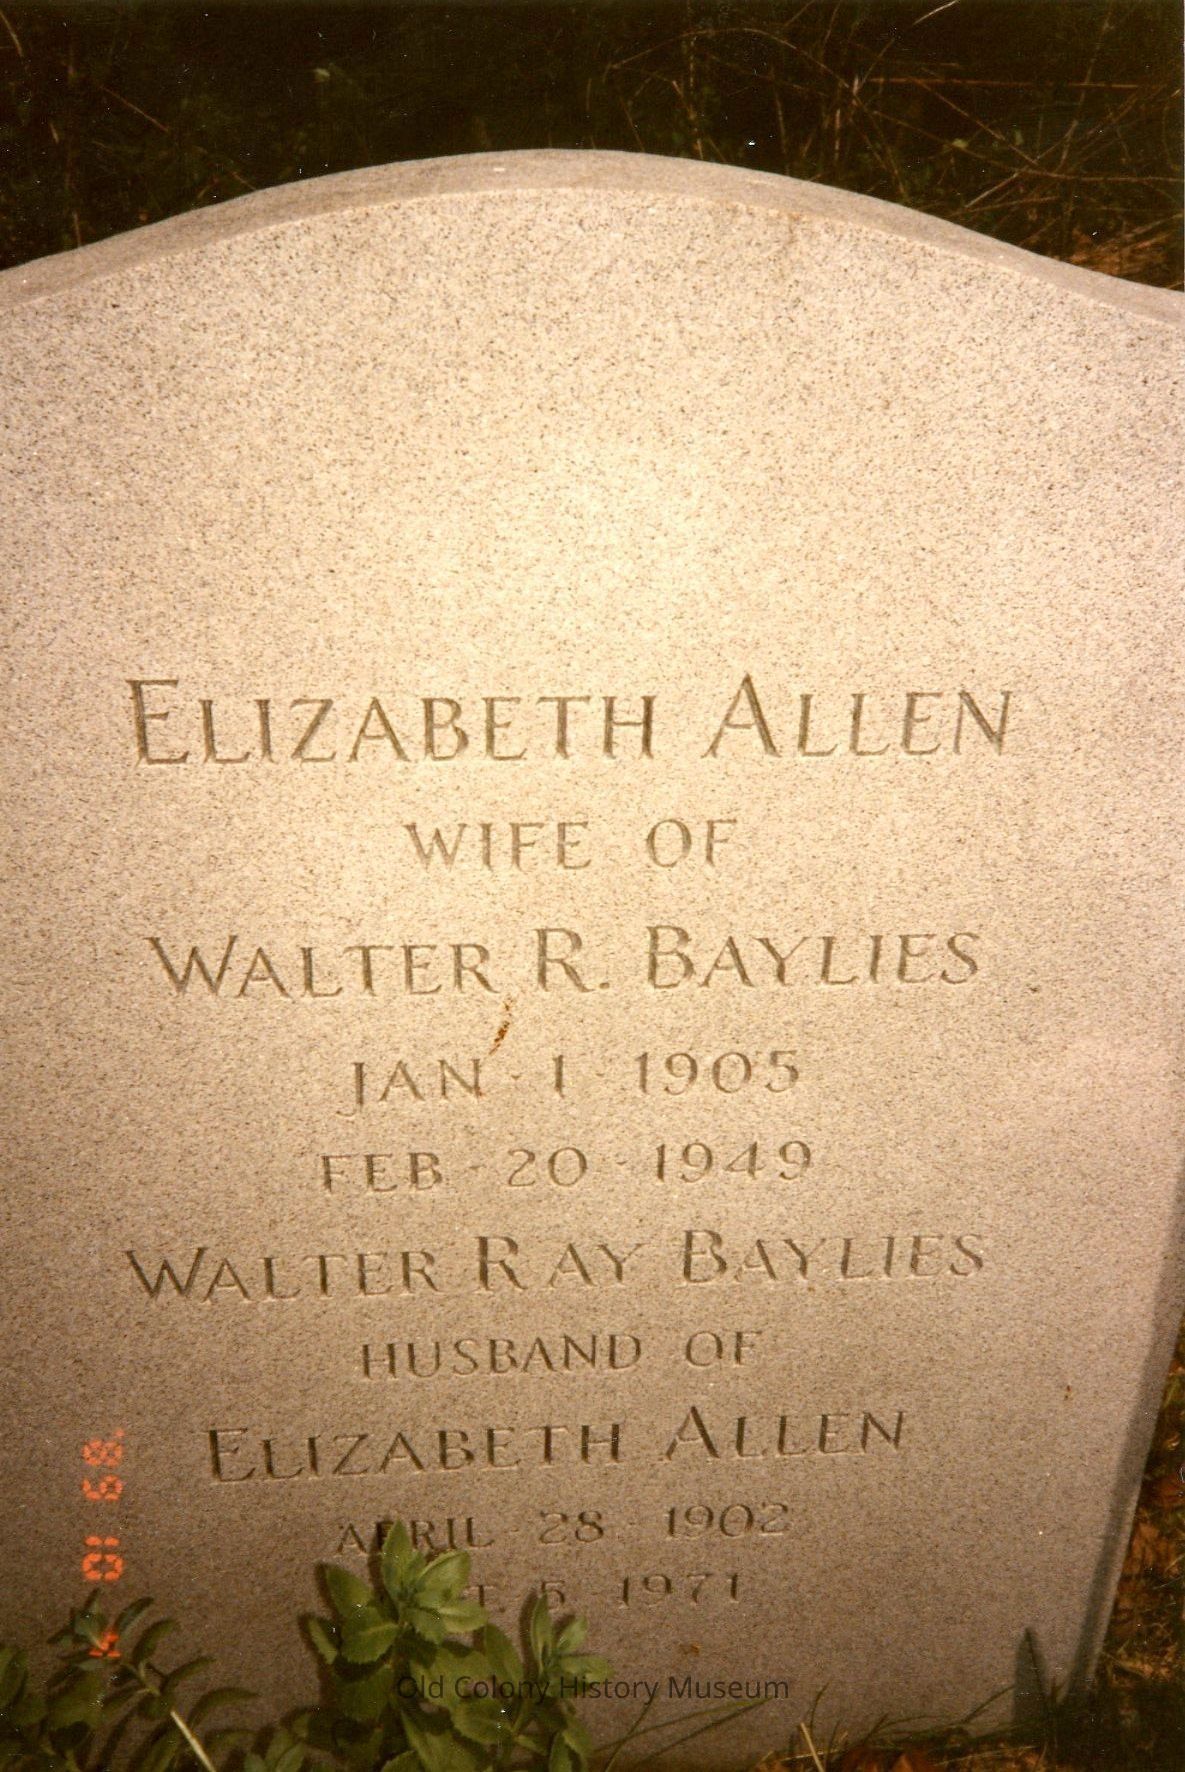 ELIZABETH ALLEN
WIFE OF
WALTER R. BAYLIES
JAN · 1 · 1905
FEB · 20 · 1949
WALTER RAY BAYLIES
HUSBAND OF
ELIZABETH ALLEN
APRIL · 28 · 1902
5 · 1971
Old Colony History Museum